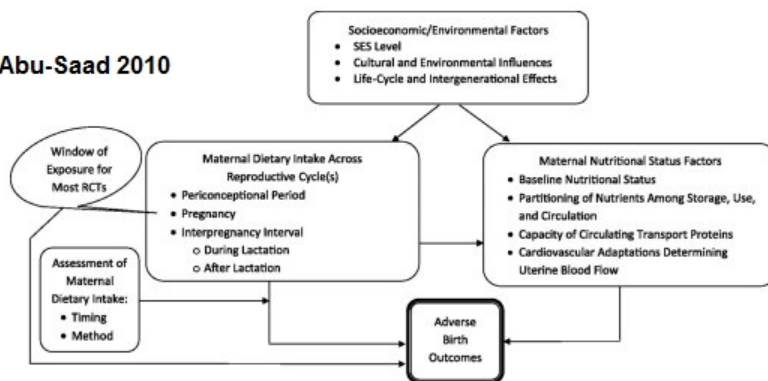 Abu-Saad 2010
Socioeconomic/Environmental Factors
• SES Level
• Cultural and Environmental Influences
• Life-Cycle and Intergenerational Effects
Window of
Exposure for
Most RCTs
Maternal Dietary Intake Across
Reproductive Cycle(s)
• Periconceptional Period
• Pregnancy
• Interpregnancy Interval
o During Lactation
o After Lactation
Maternal Nutritional Status Factors
• Baseline Nutritional Status
• Partitioning of Nutrients Among Storage, Use,
and Circulation
• Capacity of Circulating Transport Proteins
• Cardiovascular Adaptations Determining
Uterine Blood Flow
Assessment of
Maternal
Dietary Intake:
• Timing
• Method
Adverse
Birth
Outcomes